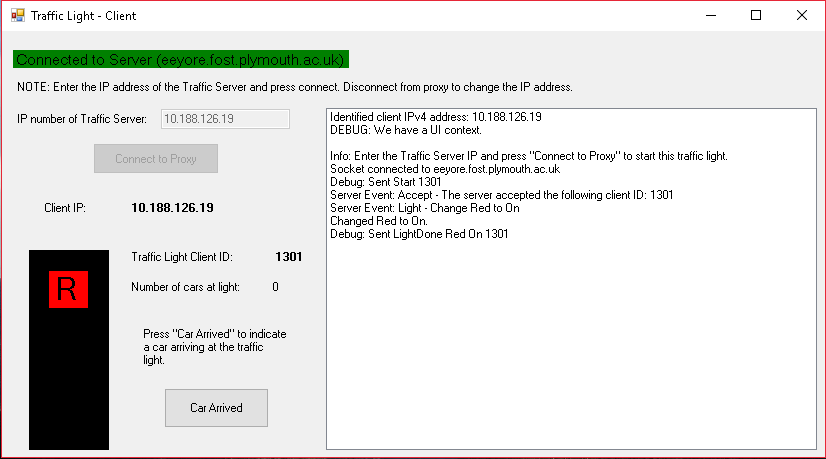 Traffic Light - Client
Connected to Server (eeyore.fost.plymouth.ac.uk)
NOTE: Enter the IP address of the Traffic Server and press connect. Disconnect from proxy to change the IP address.
IP number of Traffic Server:
10.188.126.19
Connect to Proxy
Client IP:
10.188.126.19
R
Traffic Light Client ID:
1301
Number of cars at light:
0
Press "Car Arrived" to indicate
a car arriving at the traffic
light.
Car Arrived
Identified client IPv4 address: 10.188.126.19
DEBUG: We have a UI context.
Info: Enter the Traffic Server IP and press "Connect to Proxy" to start this traffic light.
Socket connected to eeyore.fost.plymouth.ac.uk
Debug: Sent Start 1301
Server Event: Accept - The server accepted the following client ID: 1301
Server Event: Light - Change Red to On
Changed Red to On.
Debug: Sent LightDone Red On 1301